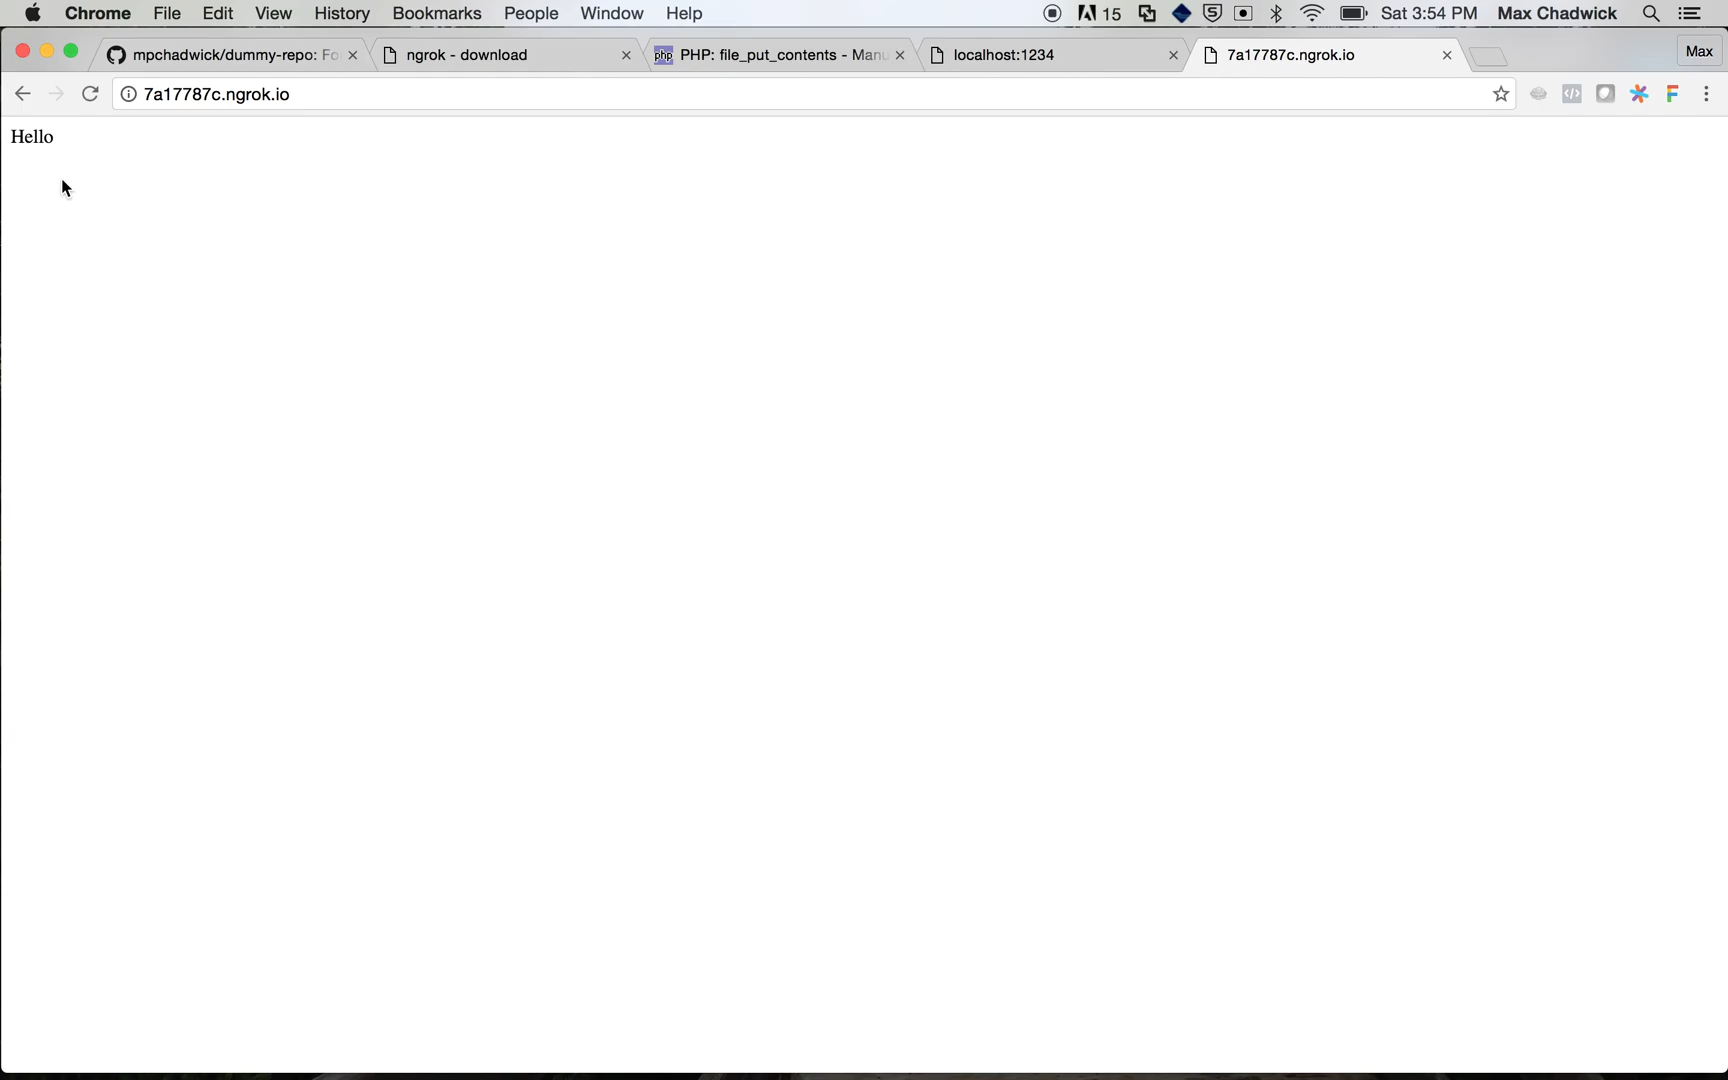 Chrome File Edit View History Bookmarks People Window Help 15 Sat 3:54 PM Max Chadwick
mpchadwick/dummy-repo: Fo ngrok - download php PHP: file_put_contents - Manu localhost:1234 7a17787c.ngrok.io Max
7a17787c.ngrok.io
Hello